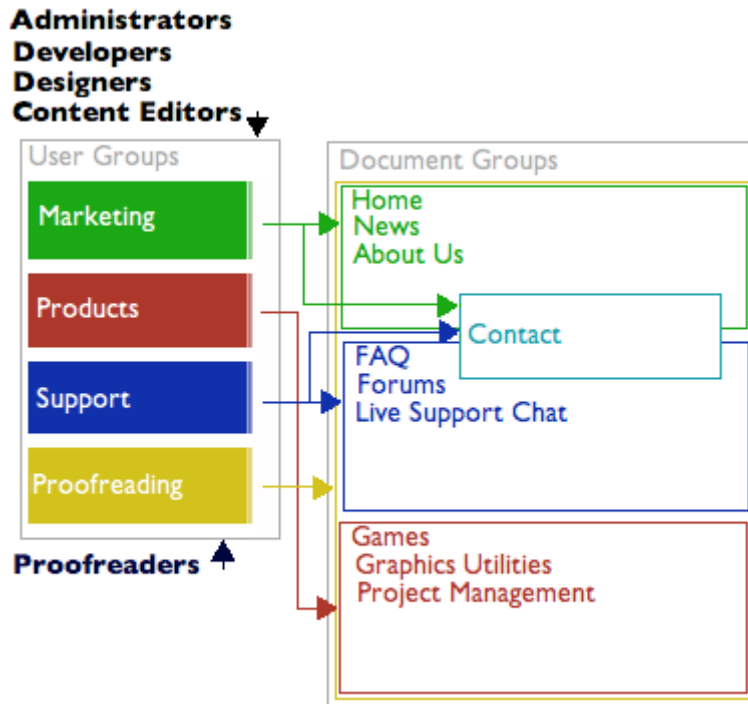 Administrators
Developers
Designers
Content Editors
User Groups
Marketing
Products
Support
Proofreading
Proofreaders
Document Groups
Home
News
About Us
Contact
FAQ
Forums
Live Support Chat
Games
Graphics Utilities
Project Management